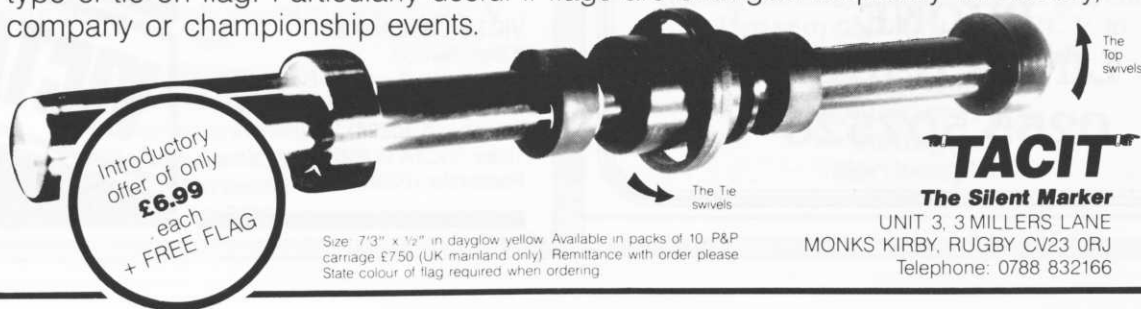 company or championship events.
Introductory
offer of only
£6.99
each
+ FREE FLAG
The
Top
swivels
The Tie
swivels
Size: 7'3" x ½" in dayglow yellow. Available in packs of 10. P&P
carriage £7.50 (UK mainland only). Remittance with order please
State colour of flag required when ordering.
TACIT
The Silent Marker
UNIT 3, 3 MILLERS LANE
MONKS KIRBY, RUGBY CV23 0RJ
Telephone: 0788 832166